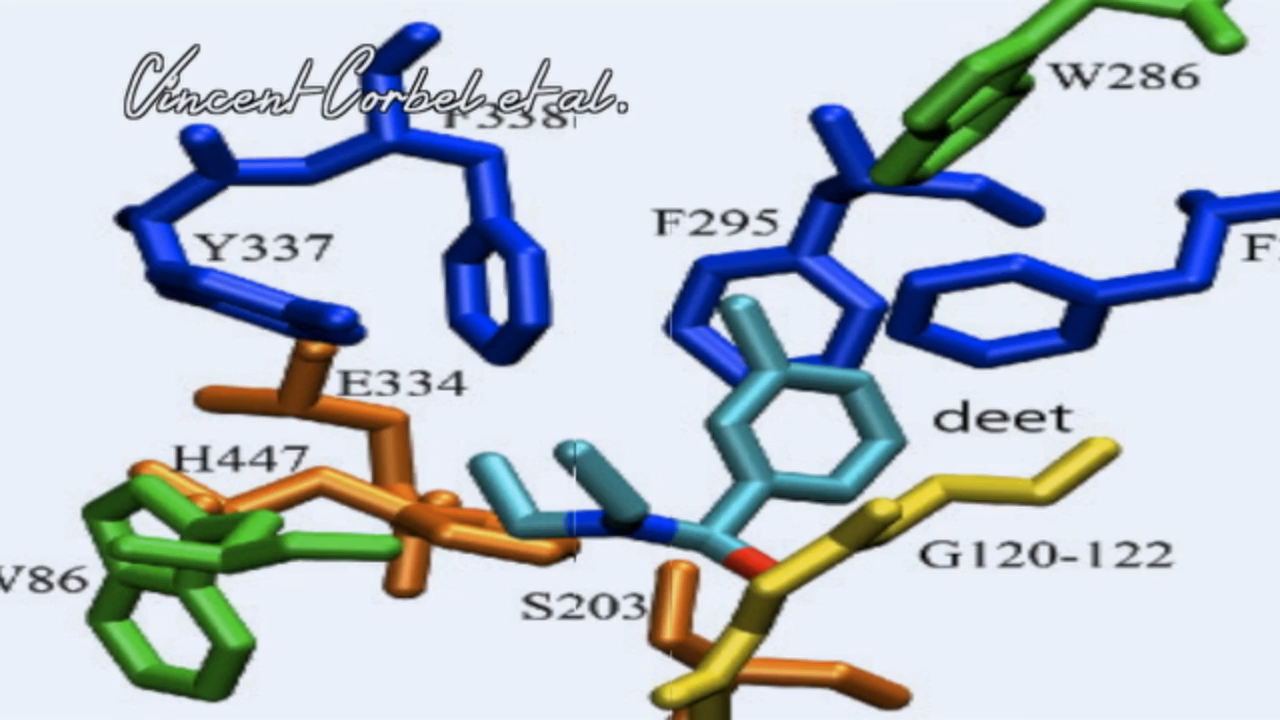 Vincent Corbel et al.
F338
W286
F295
Y337
E334
deet
H447
G120-122
S203